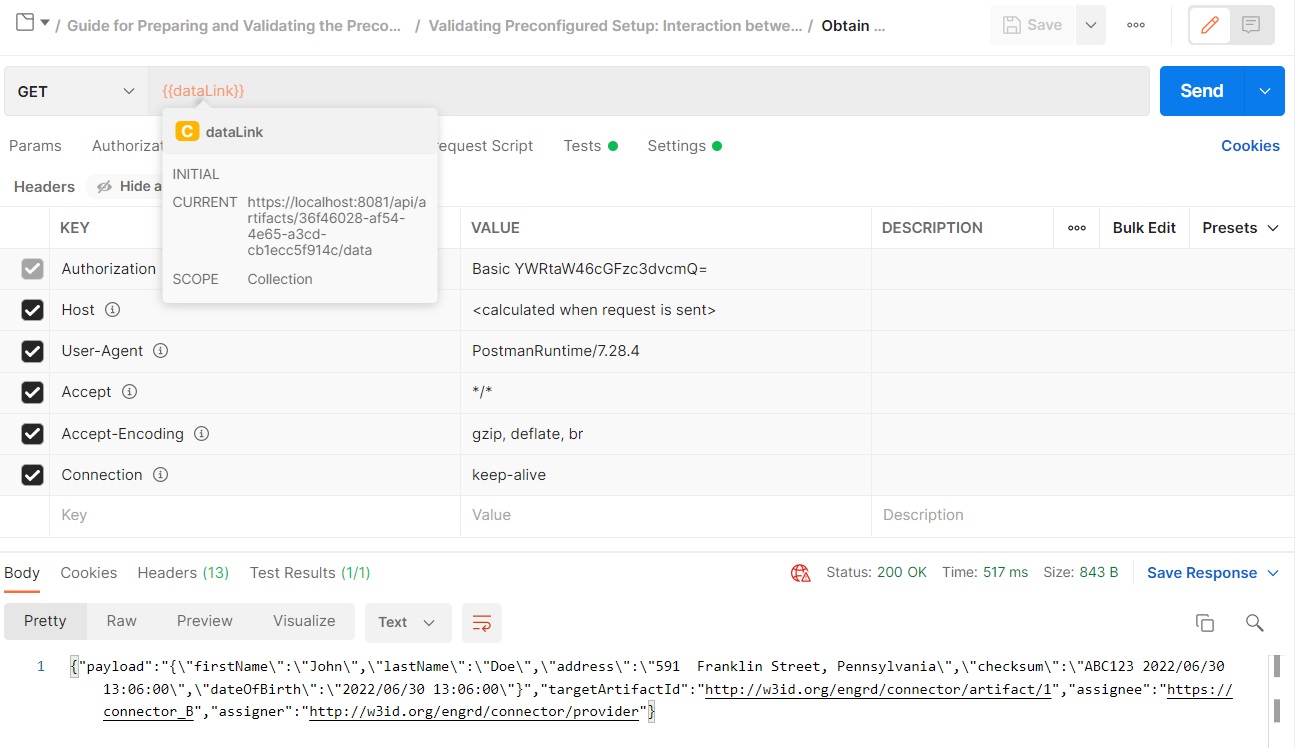 / Guide for Preparing and Validating the Preco... / Validating Preconfigured Setup: Interaction betwe... / Obtain ... Save
GET {{dataLink}} Send
C dataLink
Params Authorizat equest Script Tests Settings Cookies
INITIAL
Headers Hide a
CURRENT https://localhost:8081/api/a
rtifacts/36f46028-af54-
4e65-a3cd-
cb1ecc5f914c/data
SCOPE Collection
KEY VALUE DESCRIPTION Bulk Edit Presets
Authorization Basic YWRtaW46cGFzc3dvcmQ=
Host <calculated when request is sent>
User-Agent PostmanRuntime/7.28.4
Accept */*
Accept-Encoding gzip, deflate, br
Connection keep-alive
Key Value Description
Body Cookies Headers (13) Test Results (1/1) Status: 200 OK Time: 517 ms Size: 843 B Save Response
Pretty Raw Preview Visualize Text
1 {"payload":"{\"firstName\":\"John\",\"lastName\":\"Doe\",\"address\":\"591  Franklin Street, Pennsylvania\",\"checksum\":\"ABC123 2022/06/30
13:06:00\",\"dateOfBirth\":\"2022/06/30 13:06:00\"}","targetArtifactId":"http://w3id.org/engrd/connector/artifact/1","assignee":"https://
connector_B","assigner":"http://w3id.org/engrd/connector/provider"}